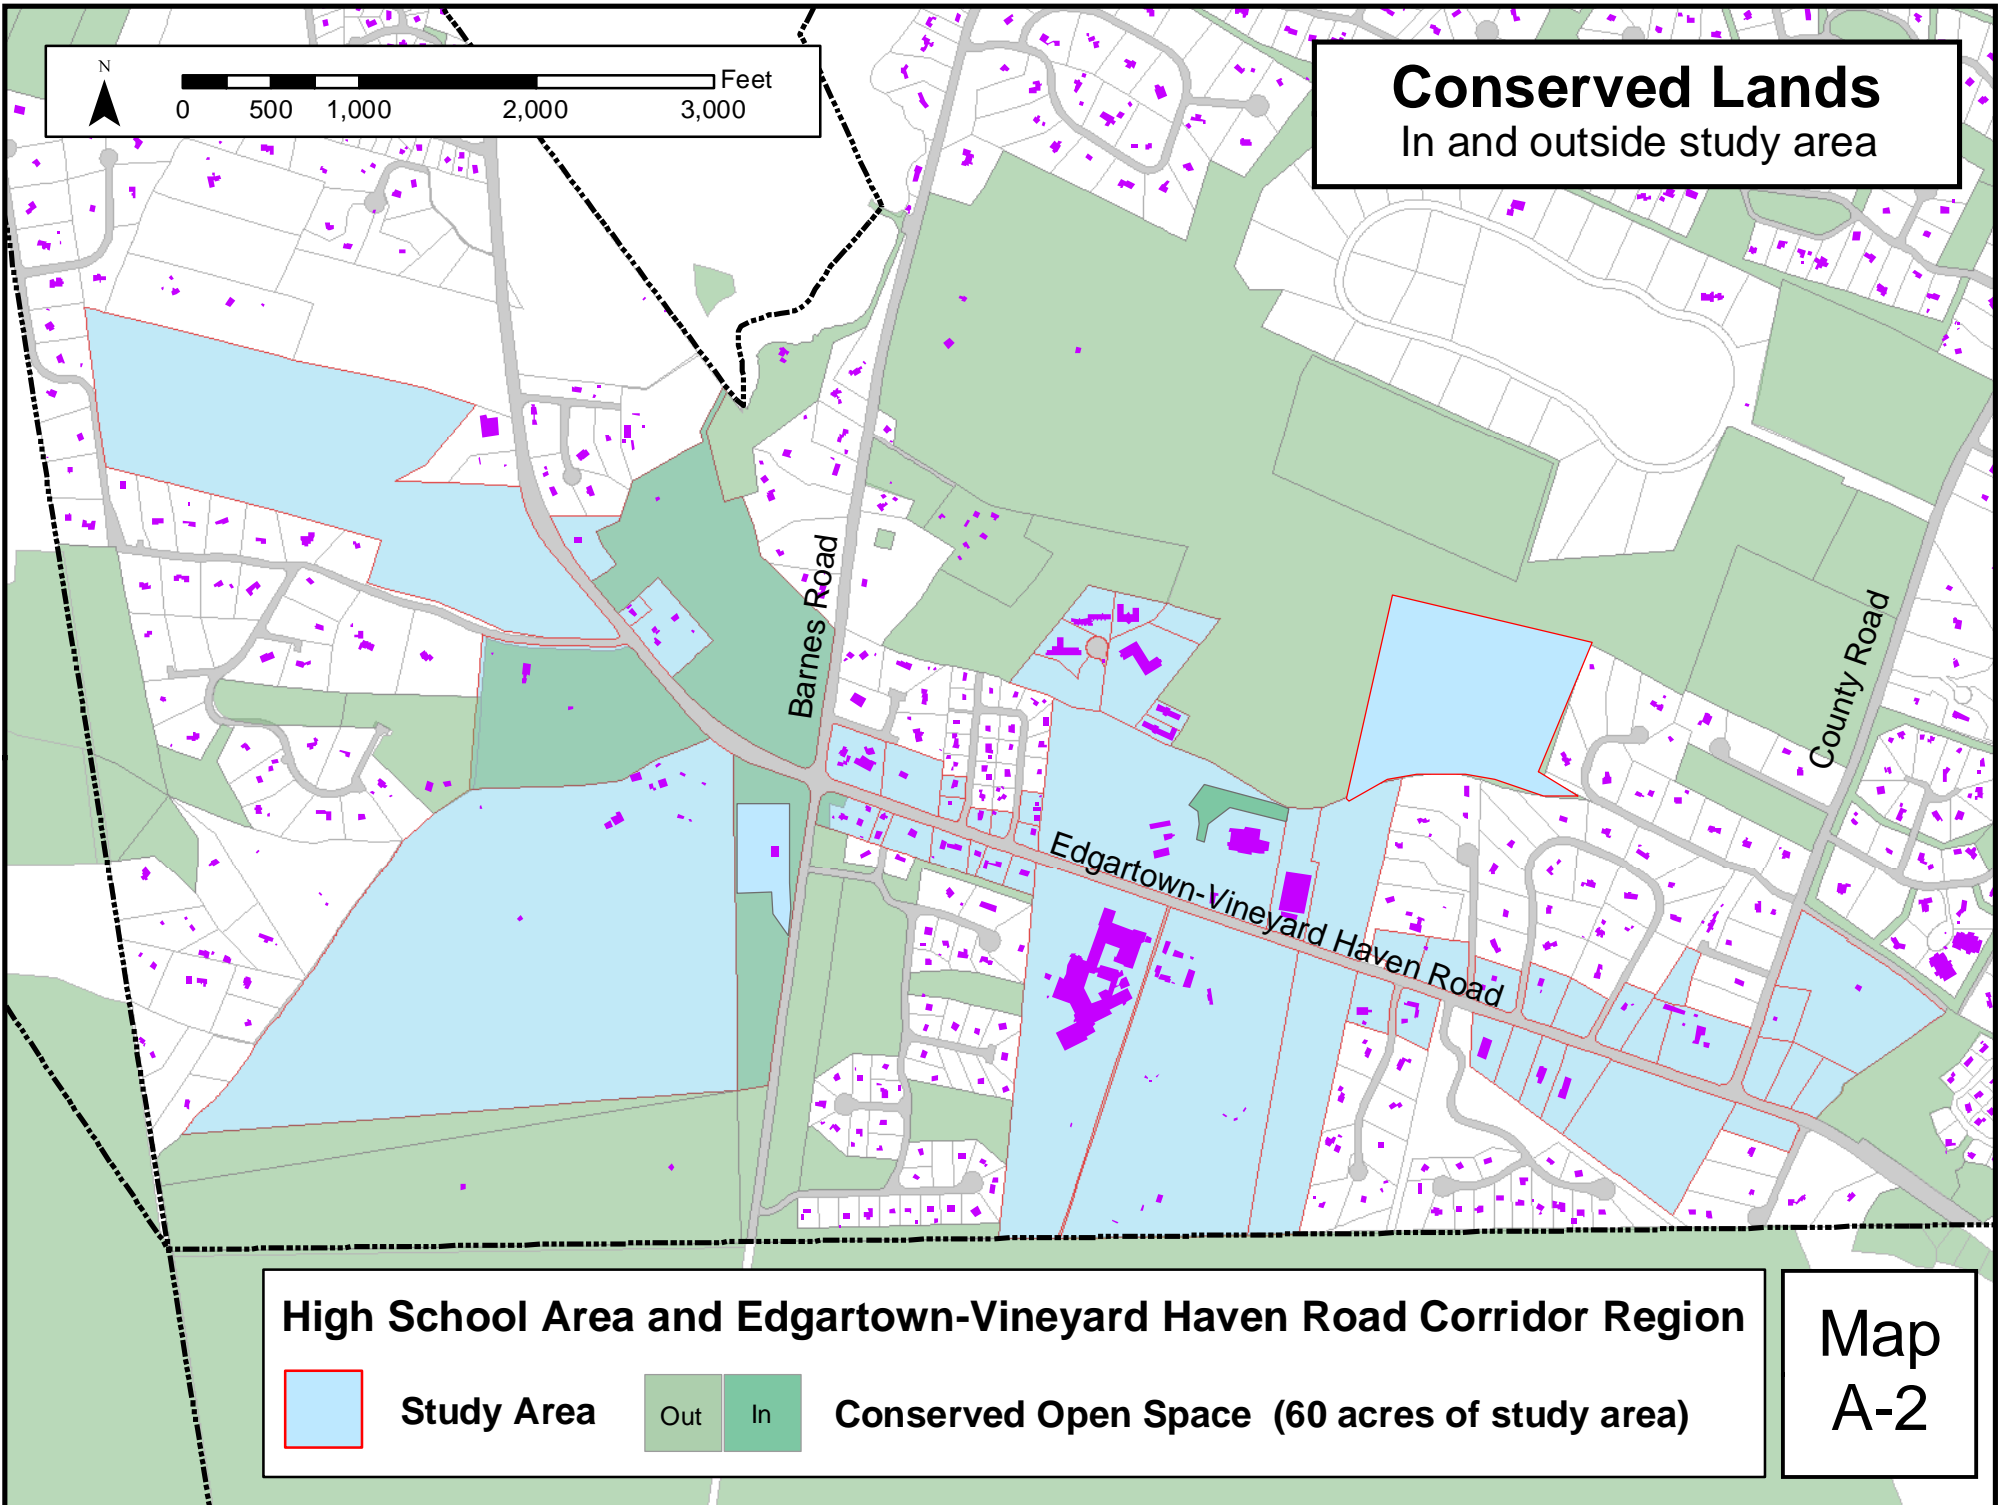 N
Feet
0 500 1,000 2,000 3,000
Conserved Lands
In and outside study area
Barnes Road
County Road
Edgartown-Vineyard Haven Road
High School Area and Edgartown-Vineyard Haven Road Corridor Region
Study Area
Out In
Conserved Open Space (60 acres of study area)
Map
A-2